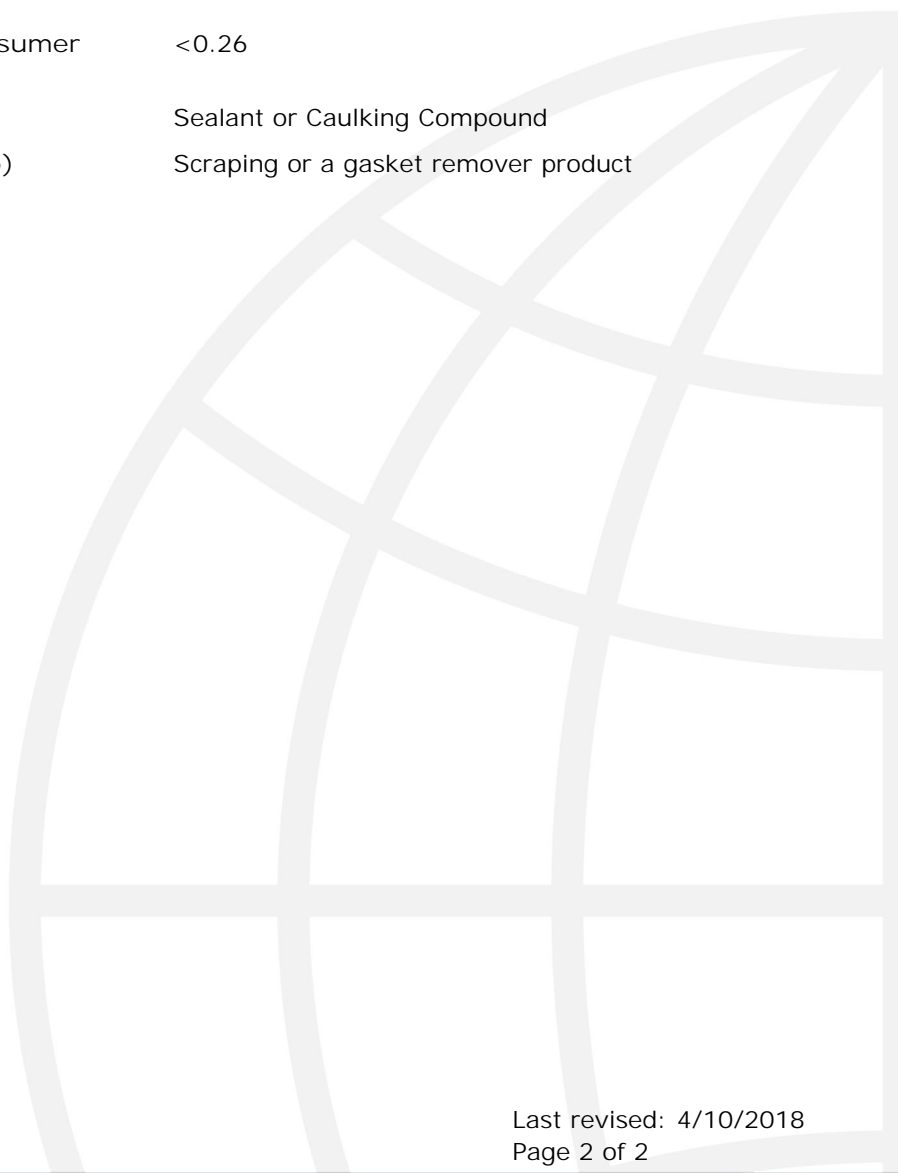 sumer <0.26
Sealant or Caulking Compound
) Scraping or a gasket remover product
Last revised: 4/10/2018
Page 2 of 2